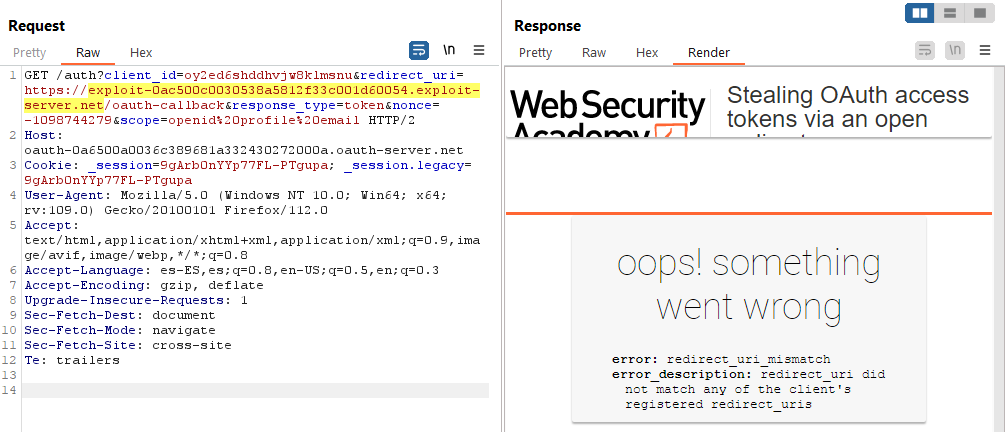 Request
Pretty Raw Hex \n
1 GET /auth?client_id=oy2ed6shddhvjw8klmsnu&redirect_uri=
https://exploit-0ac500c0030538a5812f33c001d60054.exploit-
server.net/oauth-callback&response_type=token&nonce=
-1098744279&scope=openid%20profile%20email HTTP/2
2 Host:
oauth-0a6500a0036c389681a332430272000a.oauth-server.net
3 Cookie: _session=9gArbOnYYp77FL-PTgupa; _session.legacy=
9gArbOnYYp77FL-PTgupa
4 User-Agent: Mozilla/5.0 (Windows NT 10.0; Win64; x64;
rv:109.0) Gecko/20100101 Firefox/112.0
5 Accept:
text/html,application/xhtml+xml,application/xml;q=0.9,ima
ge/avif,image/webp,*/*;q=0.8
6 Accept-Language: es-ES,es;q=0.8,en-US;q=0.5,en;q=0.3
7 Accept-Encoding: gzip, deflate
8 Upgrade-Insecure-Requests: 1
9 Sec-Fetch-Dest: document
10 Sec-Fetch-Mode: navigate
11 Sec-Fetch-Site: cross-site
12 Te: trailers
13
14
Response
Pretty Raw Hex Render \n
Web Security
Academy
Stealing OAuth access
tokens via an open
oops! something
went wrong
error: redirect_uri_mismatch
error_description: redirect_uri did
not match any of the client's
registered redirect_uris